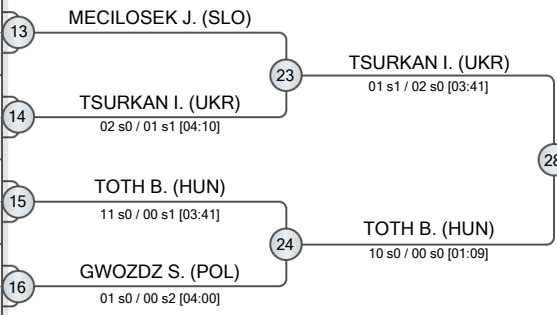 MECILOSEK J. (SLO)
13
23
TSURKAN I. (UKR)
01 s1 / 02 s0 [03:41]
14
TSURKAN I. (UKR)
02 s0 / 01 s1 [04:10]
28
15
TOTH B. (HUN)
11 s0 / 00 s1 [03:41]
24
TOTH B. (HUN)
10 s0 / 00 s0 [01:09]
16
GWOZDZ S. (POL)
01 s0 / 00 s2 [04:00]